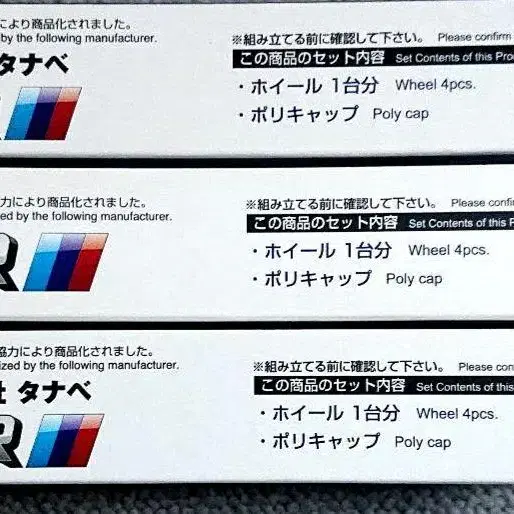 により商品化されました。
by the following manufacturer.
タナベ
R
※組み立てる前に確認して下さい。 Please confirm
この商品のセット内容 Set Contents of this Pro
・ホイール 1台分 Wheel 4pcs.
・ポリキャップ Poly cap
力により商品化されました。
ed by the following manufacturer.
R
※組み立てる前に確認して下さい。 Please confi
この商品のセット内容 Set Contents of this P
・ホイール 1台分 Wheel 4pcs.
・ポリキャップ Poly cap
協力により商品化されました。
ized by the following manufacturer.
社 タナベ
R
※組み立てる前に確認して下さい。 Please con
この商品のセット内容 Set Contents of this
・ホイール 1台分 Wheel 4pcs.
・ポリキャップ Poly cap